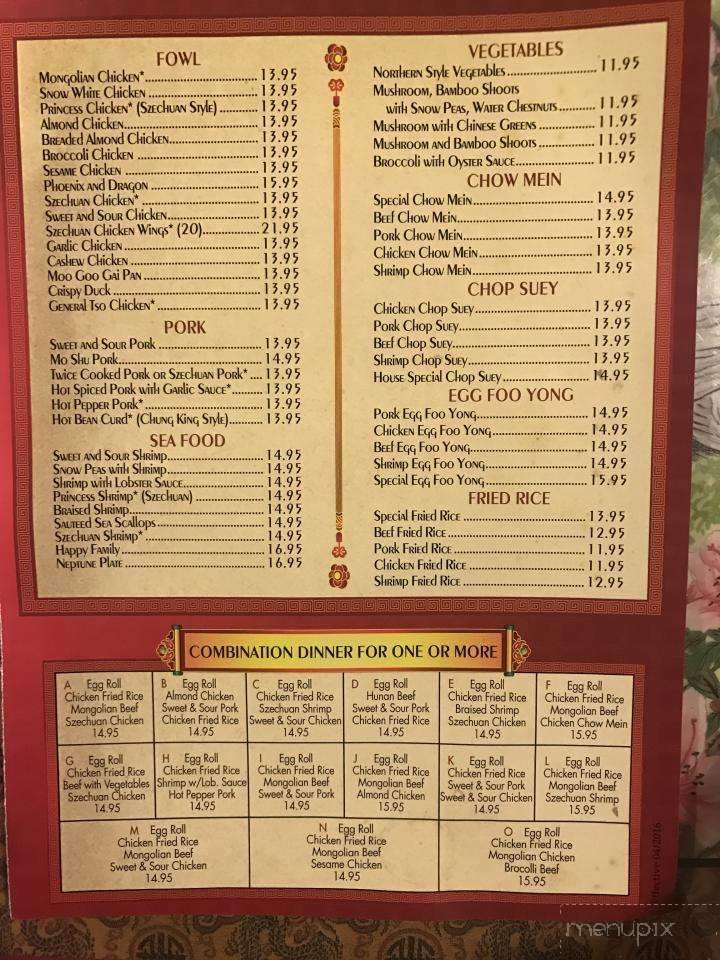 FOWL
Mongolian Chicken* 13.95
Snow White Chicken 13.95
Princess Chicken* (Szechuan Style) 13.95
Almond Chicken 13.95
Breaded Almond Chicken 13.95
Broccoli Chicken 13.95
Sesame Chicken 13.95
Phoenix and Dragon 15.95
Szechuan Chicken* 13.95
Sweet and Sour Chicken 13.95
Szechuan Chicken Wings* (20) 21.95
Garlic Chicken 13.95
Cashew Chicken 13.95
Moo Goo Gai Pan 13.95
Crispy Duck 13.95
General Tso Chicken* 13.95
PORK
Sweet and Sour Pork 13.95
Mo Shu Pork 14.95
Twice Cooked Pork or Szechuan Pork* 13.95
Hot Spiced Pork with Garlic Sauce* 13.95
Hot Pepper Pork* 13.95
Hot Bean Curd* (Chung King Style) 13.95
SEA FOOD
Sweet and Sour Shrimp 14.95
Snow Peas with Shrimp 14.95
Shrimp with Lobster Sauce 14.95
Princess Shrimp* (Szechuan) 14.95
Braised Shrimp 14.95
Sauteed Sea Scallops 14.95
Szechuan Shrimp* 14.95
Happy Family 16.95
Neptune Plate 16.95
VEGETABLES
Northern Style Vegetables 11.95
Mushroom, Bamboo Shoots
with Snow Peas, Water Chestnuts 11.95
Mushroom with Chinese Greens 11.95
Mushroom and Bamboo Shoots 11.95
Broccoli with Oyster Sauce 11.95
CHOW MEIN
Special Chow Mein 14.95
Beef Chow Mein 13.95
Pork Chow Mein 13.95
Chicken Chow Mein 13.95
Shrimp Chow Mein 13.95
CHOP SUEY
Chicken Chop Suey 13.95
Pork Chop Suey 13.95
Beef Chop Suey 13.95
Shrimp Chop Suey 13.95
House Special Chop Suey 14.95
EGG FOO YONG
Pork Egg Foo Yong 14.95
Chicken Egg Foo Yong 14.95
Beef Egg Foo Yong 14.95
Shrimp Egg Foo Yong 14.95
Special Egg Foo Yong 15.95
FRIED RICE
Special Fried Rice 13.95
Beef Fried Rice 12.95
Pork Fried Rice 11.95
Chicken Fried Rice 11.95
Shrimp Fried Rice 12.95
COMBINATION DINNER FOR ONE OR MORE
A Egg Roll
Chicken Fried Rice
Mongolian Beef
Szechuan Chicken
14.95
B Egg Roll
Almond Chicken
Sweet & Sour Pork
Chicken Fried Rice
14.95
C Egg Roll
Chicken Fried Rice
Szechuan Shrimp
Sweet & Sour Chicken
14.95
D Egg Roll
Hunan Beef
Sweet & Sour Pork
Chicken Fried Rice
14.95
E Egg Roll
Chicken Fried Rice
Braised Shrimp
Szechuan Chicken
14.95
F Egg Roll
Chicken Fried Rice
Mongolian Beef
Chicken Chow Mein
15.95
G Egg Roll
Chicken Fried Rice
Beef with Vegetables
Szechuan Chicken
14.95
H Egg Roll
Chicken Fried Rice
Shrimp w/Lob. Sauce
Hot Pepper Pork
14.95
I Egg Roll
Chicken Fried Rice
Mongolian Beef
Sweet & Sour Pork
14.95
J Egg Roll
Chicken Fried Rice
Mongolian Beef
Almond Chicken
15.95
K Egg Roll
Chicken Fried Rice
Sweet & Sour Pork
Sweet & Sour Chicken
14.95
L Egg Roll
Chicken Fried Rice
Mongolian Beef
Szechuan Shrimp
15.95
M Egg Roll
Chicken Fried Rice
Mongolian Beef
Sweet & Sour Chicken
14.95
N Egg Roll
Chicken Fried Rice
Mongolian Beef
Sesame Chicken
14.95
O Egg Roll
Chicken Fried Rice
Mongolian Chicken
Brocolli Beef
15.95
Effective 04/2016
menupix